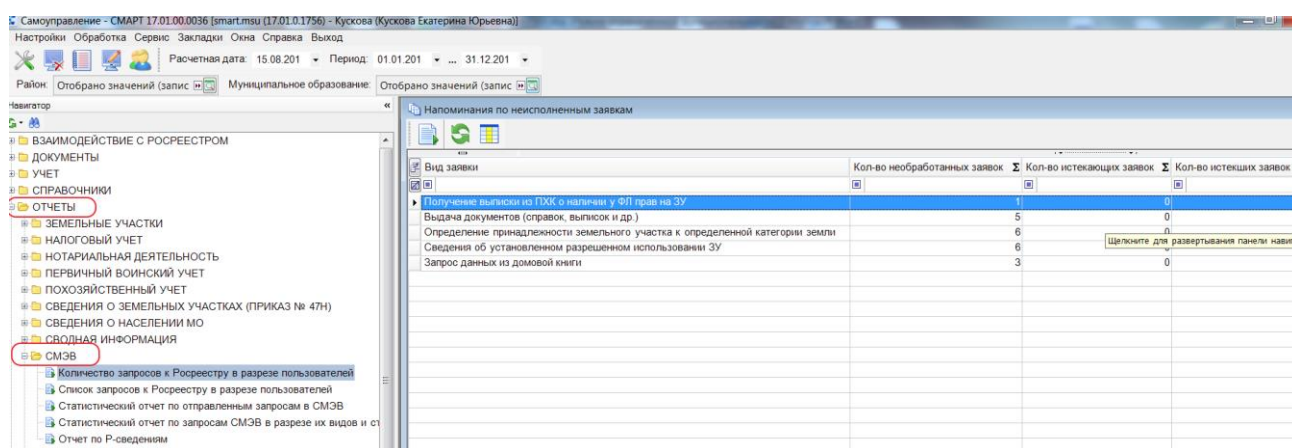 Самоуправление - СМАРТ 17.01.00.0036 [smart.msu (17.01.0.1756) - Кускова (Кускова Екатерина Юрьевна)]
Настройки Обработка Сервис Закладки Окна Справка Выход
Расчетная дата: 15.08.201 Период: 01.01.201 ... 31.12.201
Район: Отобрано значений (запис Муниципальное образование: Отобрано значений (запис
Навигатор «
ВЗАИМОДЕЙСТВИЕ С РОСРЕЕСТРОМ
ДОКУМЕНТЫ
УЧЕТ
СПРАВОЧНИКИ
ОТЧЕТЫ
ЗЕМЕЛЬНЫЕ УЧАСТКИ
НАЛОГОВЫЙ УЧЕТ
НОТАРИАЛЬНАЯ ДЕЯТЕЛЬНОСТЬ
ПЕРВИЧНЫЙ ВОИНСКИЙ УЧЕТ
ПОХОЗЯЙСТВЕННЫЙ УЧЕТ
СВЕДЕНИЯ О ЗЕМЕЛЬНЫХ УЧАСТКАХ (ПРИКАЗ № 47Н)
СВЕДЕНИЯ О НАСЕЛЕНИИ МО
СВОДНАЯ ИНФОРМАЦИЯ
СМЭВ
Количество запросов к Росреестру в разрезе пользователей
Список запросов к Росреестру в разрезе пользователей
Статистический отчет по отправленным запросам в СМЭВ
Статистический отчет по запросам СМЭВ в разрезе их видов и ст
Отчет по Р-сведениям
Напоминания по неисполненным заявкам
Вид заявки Кол-во необработанных заявок Σ Кол-во истекающих заявок Σ Кол-во истекших заявок
Получение выписки из ПХК о наличии у ФЛ прав на ЗУ 1 0
Выдача документов (справок, выписок и др.) 5 0
Определение принадлежности земельного участка к определенной категории земли 6 0
Сведения об установленном разрешенном использовании ЗУ 6 0
Запрос данных из домовой книги 3 0
Щелкните для развертывания панели нави